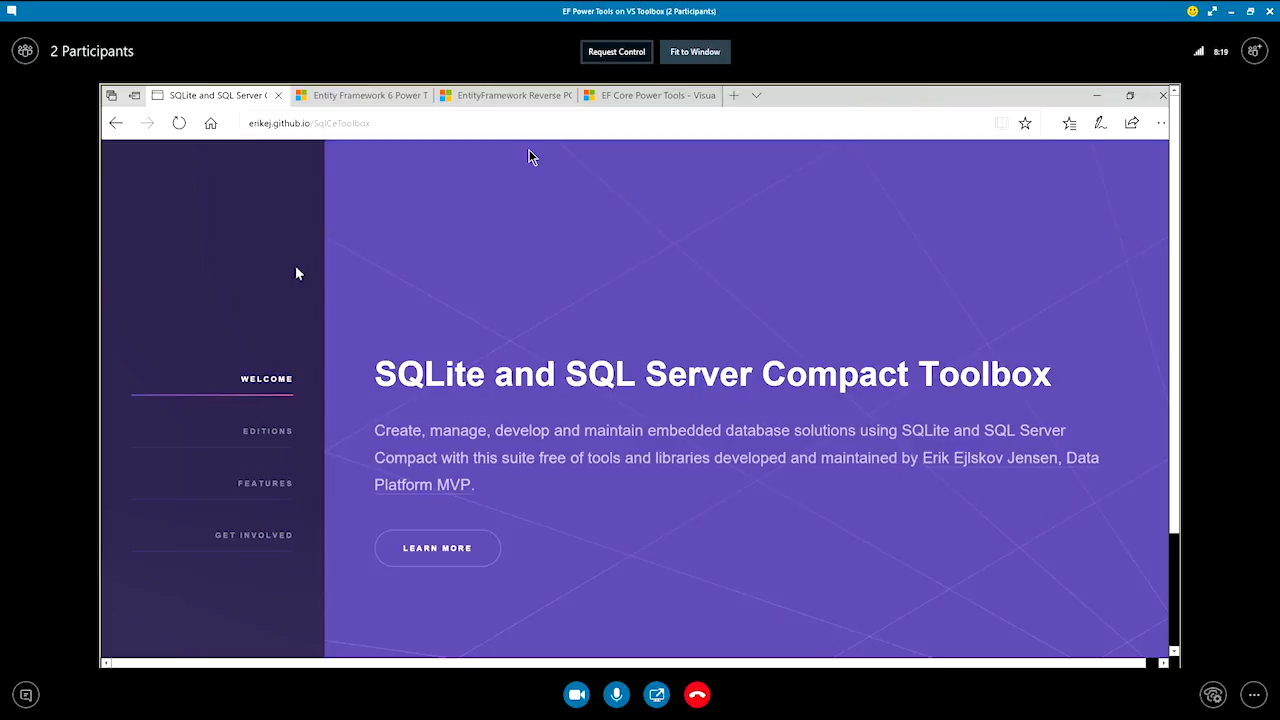 EF Power Tools on VS Toolbox (2 Participants)
2 Participants
Request Control
Fit to Window
8:19
SQLite and SQL Server (
Entity Framework 6 Power T
EntityFramework Reverse PO
EF Core Power Tools - Visua
erikej.github.io/SqlCeToolbox
WELCOME
EDITIONS
FEATURES
GET INVOLVED
SQLite and SQL Server Compact Toolbox
Create, manage, develop and maintain embedded database solutions using SQLite and SQL Server
Compact with this suite free of tools and libraries developed and maintained by Erik Ejlskov Jensen, Data
Platform MVP.
LEARN MORE